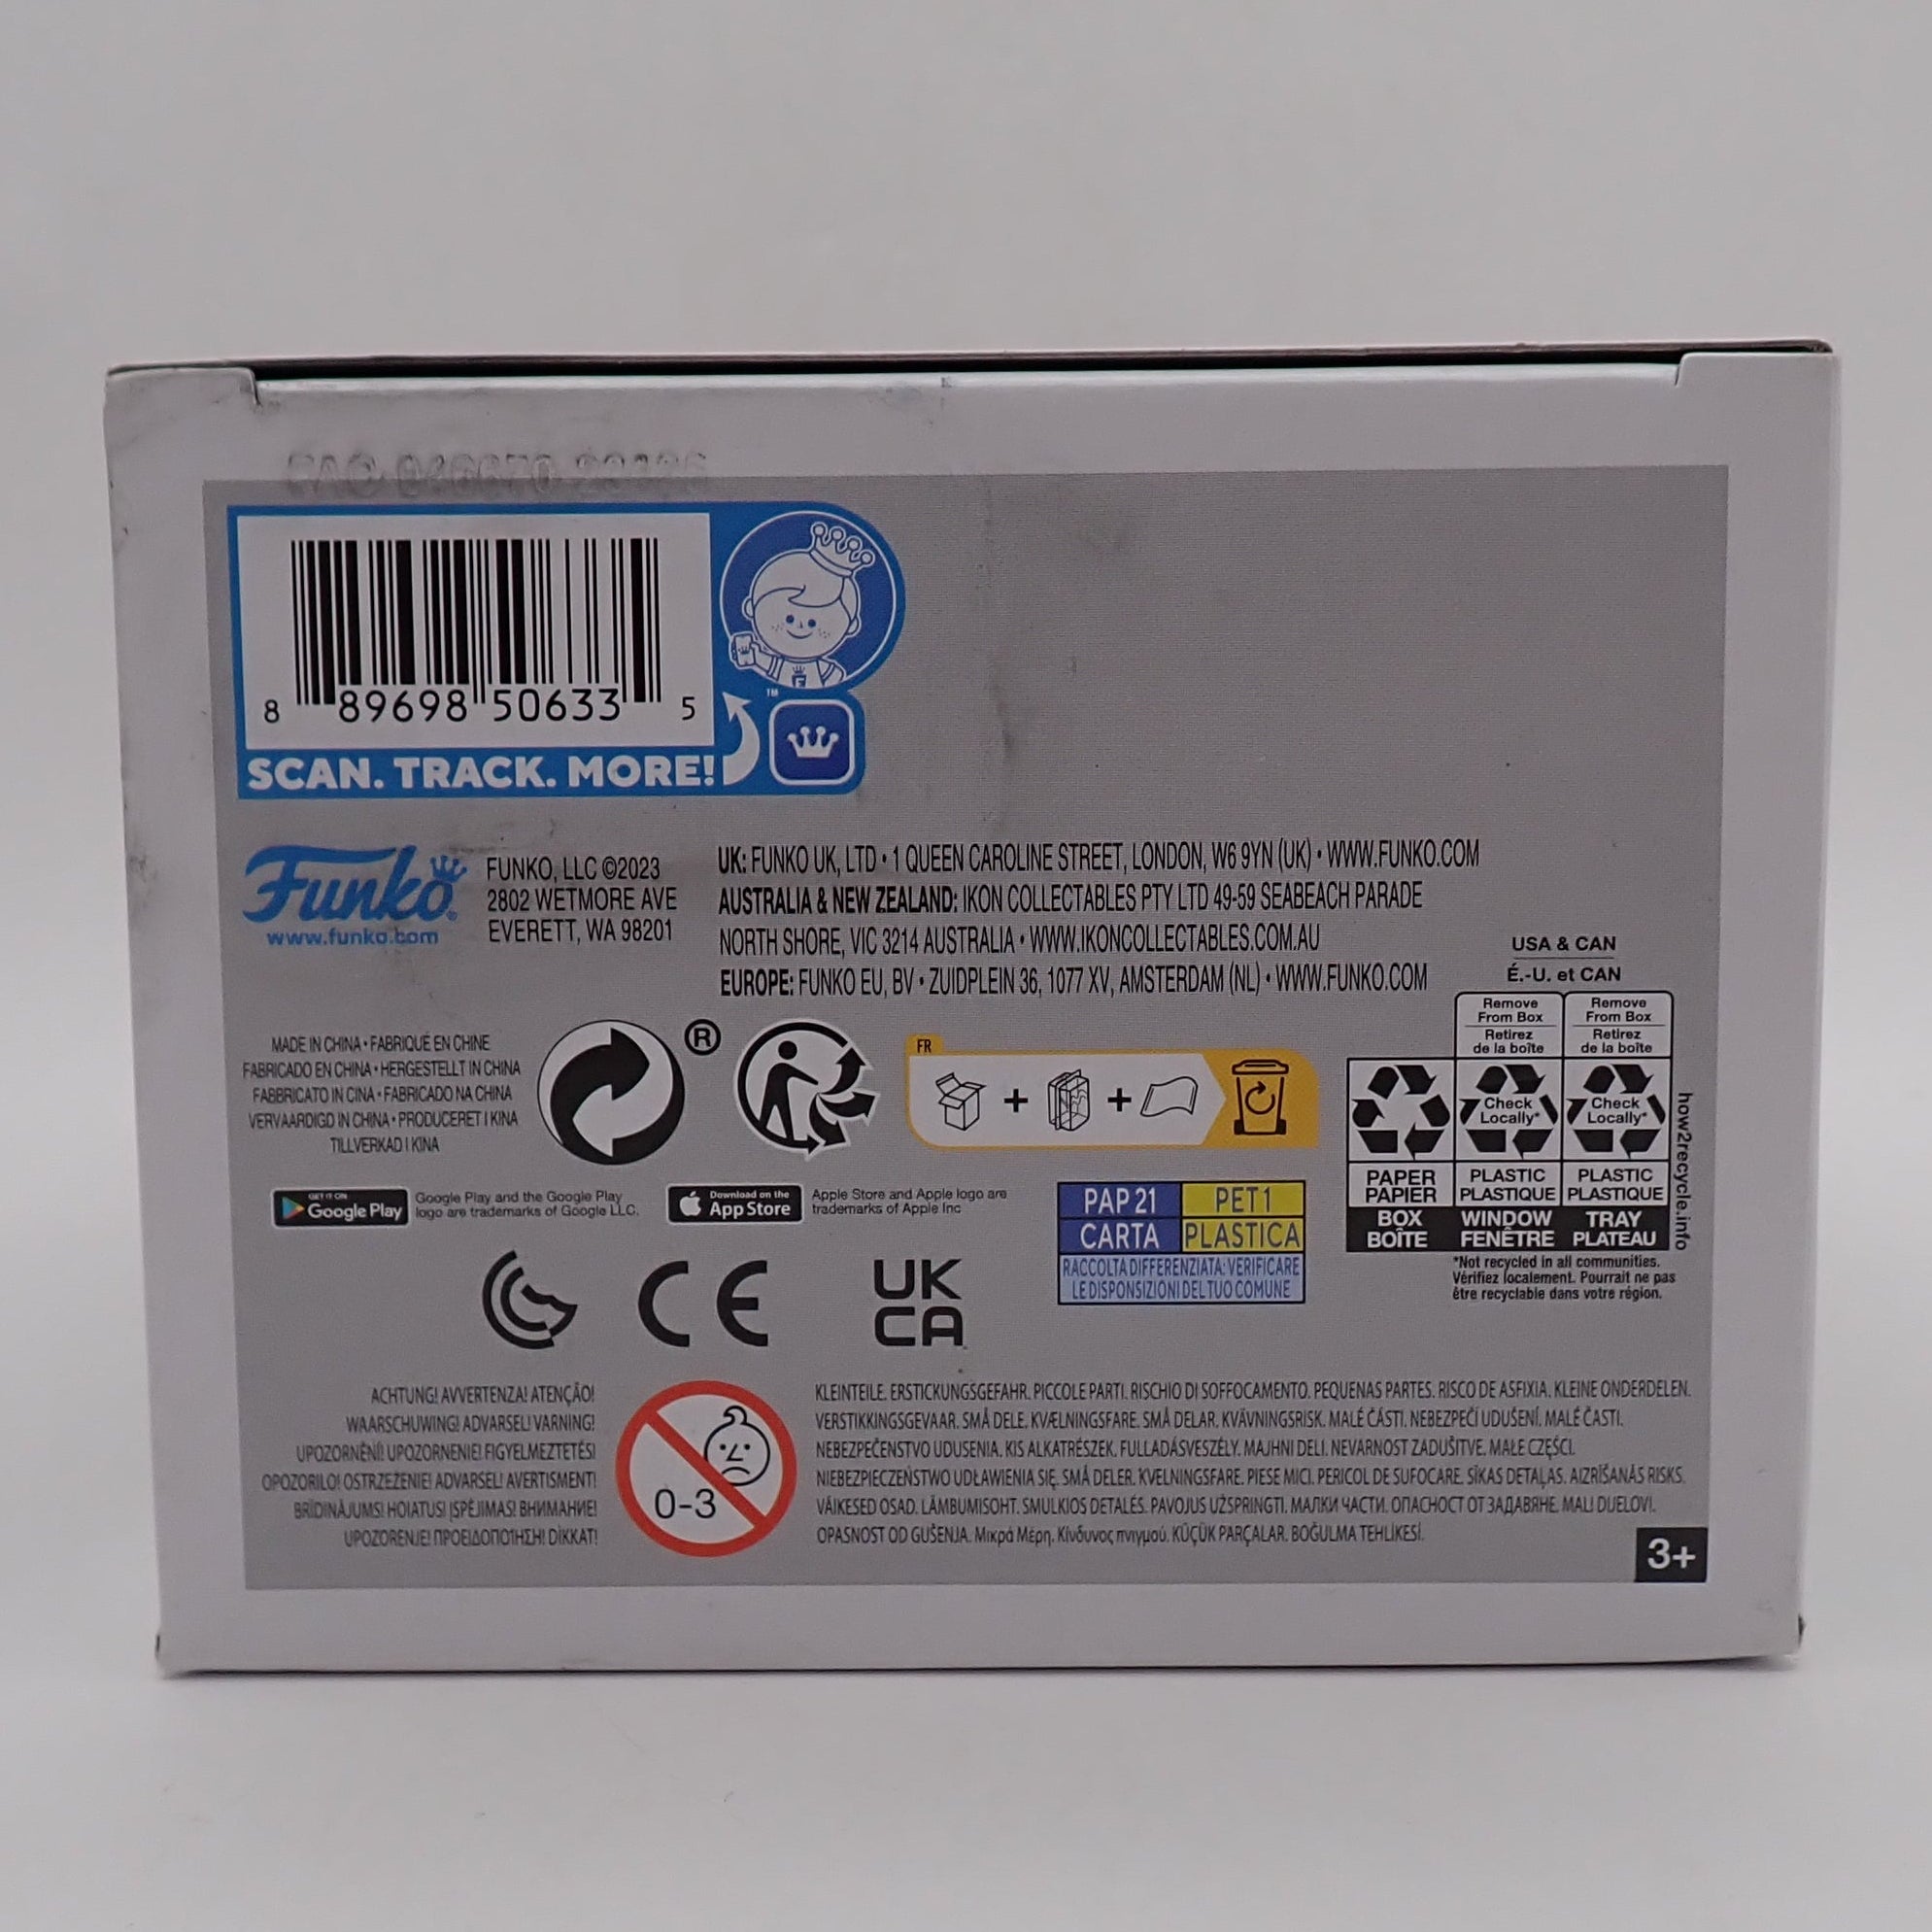 8 89698 50633 5
SCAN. TRACK. MORE!
TM
Funko
www.funko.com
FUNKO, LLC ©2023
2802 WETMORE AVE
EVERETT, WA 98201
UK: FUNKO UK, LTD • 1 QUEEN CAROLINE STREET, LONDON, W6 9YN (UK) • WWW.FUNKO.COM
AUSTRALIA & NEW ZEALAND: IKON COLLECTABLES PTY LTD 49-59 SEABEACH PARADE
NORTH SHORE, VIC 3214 AUSTRALIA • WWW.IKONCOLLECTABLES.COM.AU
EUROPE: FUNKO EU, BV • ZUIDPLEIN 36, 1077 XV, AMSTERDAM (NL) • WWW.FUNKO.COM
MADE IN CHINA • FABRIQUÉ EN CHINE
FABRICADO EN CHINA • HERGESTELLT IN CHINA
FABBRICATO IN CINA • FABRICADO NA CHINA
VERVAARDIGD IN CHINA • PRODUCERET I KINA
TILLVERKAD I KINA
®
FR
USA & CAN
É.-U. et CAN
Remove
From Box
Retirez
de la boîte
Remove
From Box
Retirez
de la boîte
Check
Locally*
Check
Locally*
PAPER
PAPIER
PLASTIC
PLASTIQUE
PLASTIC
PLASTIQUE
BOX
BOÎTE
WINDOW
FENÊTRE
TRAY
PLATEAU
how2recycle.info
*Not recycled in all communities.
Vérifiez localement. Pourrait ne pas
être recyclable dans votre région.
GET IT ON
Google Play
Google Play and the Google Play
logo are trademarks of Google LLC.
Download on the
App Store
Apple Store and Apple logo are
trademarks of Apple Inc
PAP 21
CARTA
PET 1
PLASTICA
RACCOLTA DIFFERENZIATA: VERIFICARE
LE DISPONSIZIONI DEL TUO COMUNE
CE
UK
CA
ACHTUNG! AVVERTENZA! ATENÇÃO!
WAARSCHUWING! ADVARSEL! VARNING!
UPOZORNĚNÍ! UPOZORNENIE! FIGYELMEZTETÉS!
OPOZORILO! OSTRZEŻENIE! ADVARSEL! AVERTISMENT!
BRĪDINĀJUMS! HOIATUS! ĮSPĖJIMAS! ВНИМАНИЕ!
UPOZORENJE! ΠΡΟΕΙΔΟΠΟΊΗΣΗ! DİKKAT!
0-3
KLEINTEILE. ERSTICKUNGSGEFAHR. PICCOLE PARTI. RISCHIO DI SOFFOCAMENTO. PEQUENAS PARTES. RISCO DE ASFIXIA. KLEINE ONDERDELEN.
VERSTIKKINGSGEVAAR. SMÅ DELE. KVÆLNINGSFARE. SMÅ DELAR. KVÄVNINGSRISK. MALÉ ČÁSTI. NEBEZPEČÍ UDUŠENÍ. MALÉ ČASTI.
NEBEZPEČENSTVO UDUSENIA. KIS ALKATRÉSZEK. FULLADÁSVESZÉLY. MAJHNI DELI. NEVARNOST ZADUŠITVE. MAŁE CZĘŚCI.
NIEBEZPIECZEŃSTWO UDŁAWIENIA SIĘ. SMÅ DELER. KVELNINGSFARE. PIESE MICI. PERICOL DE SUFOCARE. SĪKAS DETAĻAS. AIZRĪŠANĀS RISKS.
VÄIKESED OSAD. LÄMBUMISOHT. SMULKIOS DETALĖS. PAVOJUS UŽSPRINGTI. МАЛКИ ЧАСТИ. ОПАСНОСТ ОТ ЗАДАВЯНЕ. MALI DIJELOVI.
OPASNOST OD GUŠENJA. Μικρά Μέρη. Κίνδυνος πνιγμού. KÜÇÜK PARÇALAR. BOĞULMA TEHLİKESİ.
3+